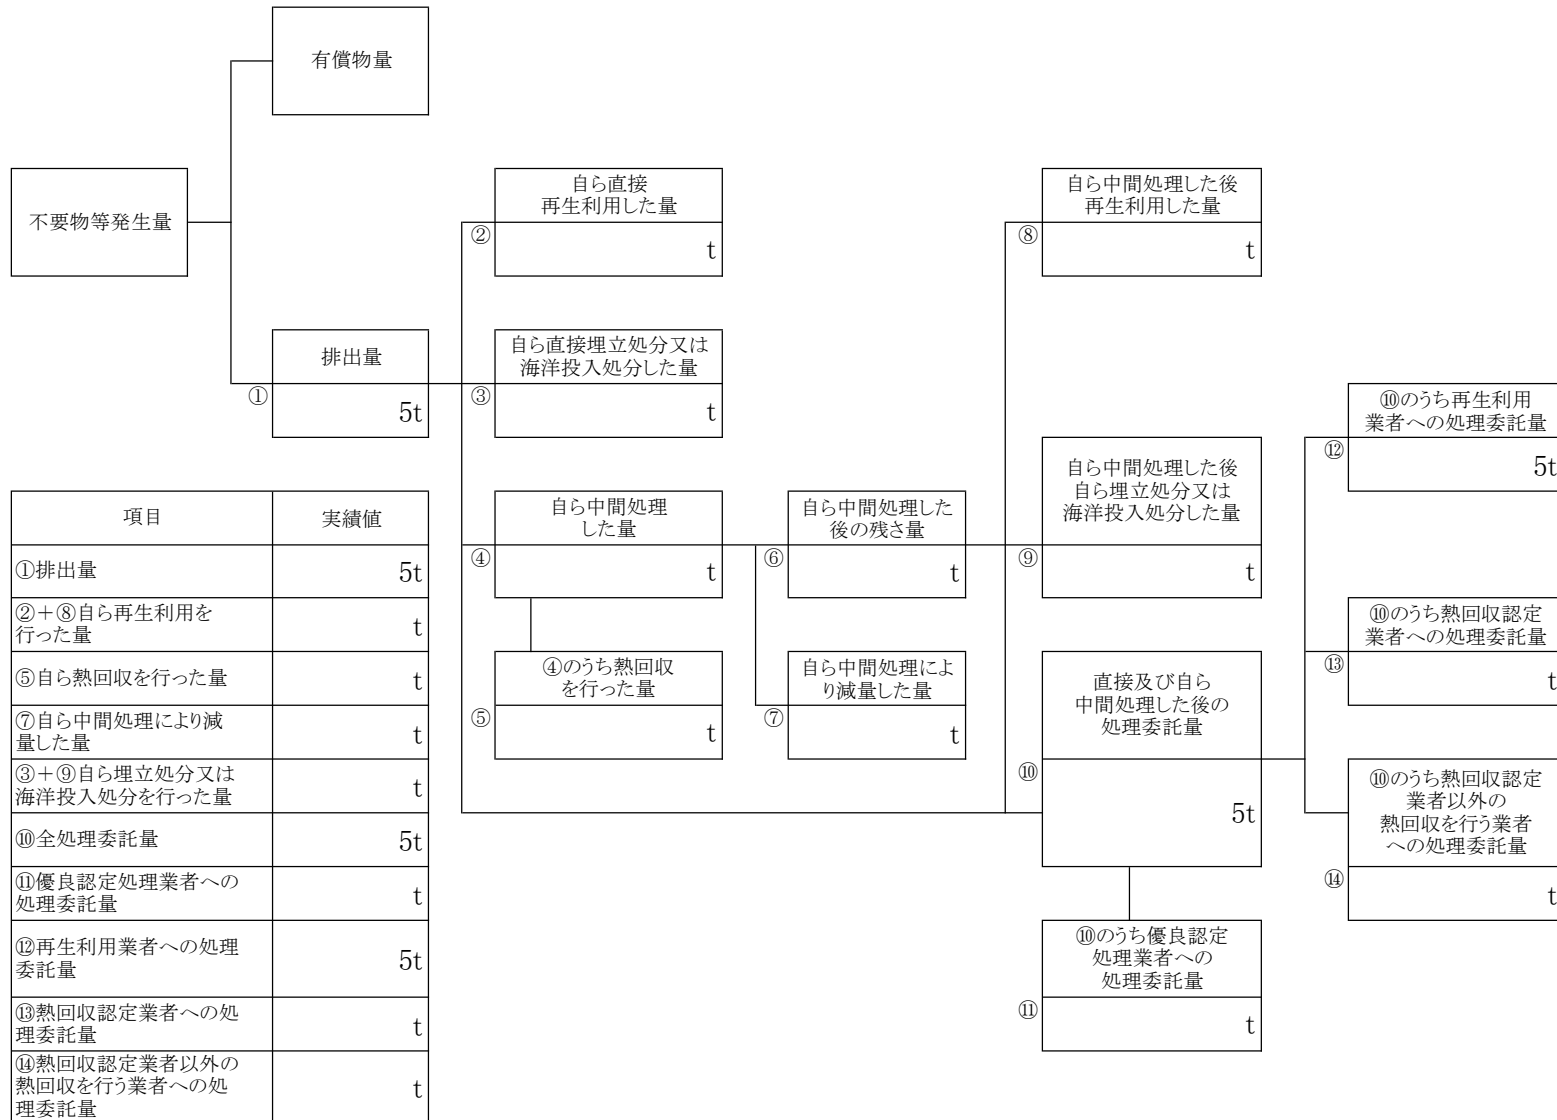 有償物量
不要物等発生量
自ら直接
再生利用した量
②
t
自ら中間処理した後
再生利用した量
⑧
t
排出量
①
5t
自ら直接埋立処分又は
海洋投入処分した量
③
t
⑩のうち再生利用
業者への処理委託量
⑫
5t
自ら中間処理
した量
④
t
自ら中間処理した
後の残さ量
⑥
t
自ら中間処理した後
自ら埋立処分又は
海洋投入処分した量
⑨
t
⑩のうち熱回収認定
業者への処理委託量
⑬
t
④のうち熱回収
を行った量
⑤
t
自ら中間処理によ
り減量した量
⑦
t
直接及び自ら
中間処理した後の
処理委託量
⑩
5t
⑩のうち熱回収認定
業者以外の
熱回収を行う業者
への処理委託量
⑭
t
⑩のうち優良認定
処理業者への
処理委託量
⑪
t
項目 実績値
①排出量 5t
②＋⑧自ら再生利用を
行った量 t
⑤自ら熱回収を行った量 t
⑦自ら中間処理により減
量した量 t
③＋⑨自ら埋立処分又は
海洋投入処分を行った量 t
⑩全処理委託量 5t
⑪優良認定処理業者への
処理委託量 t
⑫再生利用業者への処理
委託量 5t
⑬熱回収認定業者への処
理委託量 t
⑭熱回収認定業者以外の
熱回収を行う業者への処
理委託量 t